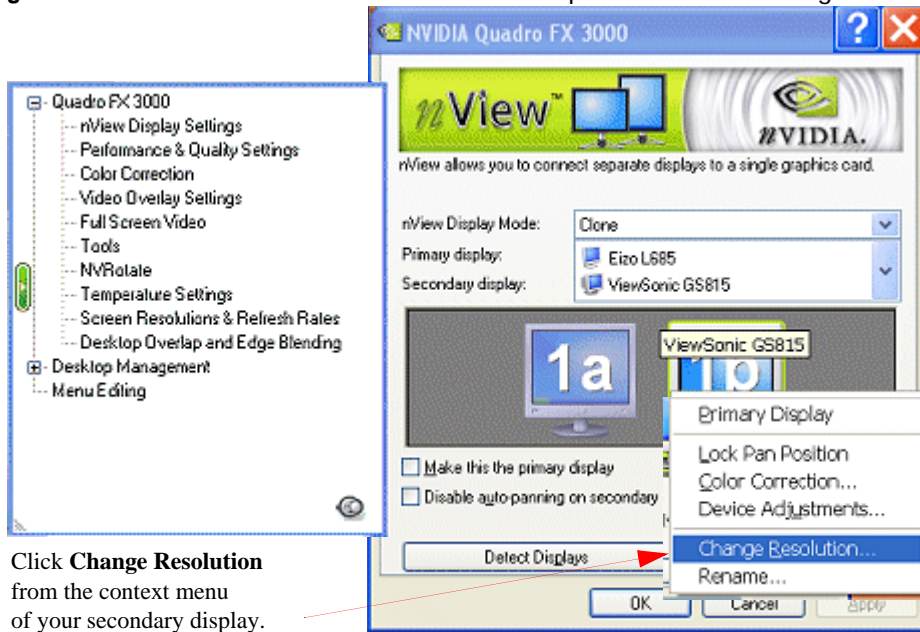 NVIDIA Quadro FX 3000
nView™
NVIDIA.
nView allows you to connect separate displays to a single graphics card.
Quadro FX 3000
nView Display Settings
Performance & Quality Settings
Color Correction
Video Overlay Settings
Full Screen Video
Tools
NVRotate
Temperature Settings
Screen Resolutions & Refresh Rates
Desktop Overlap and Edge Blending
Desktop Management
Menu Editing
nView Display Mode:
Clone
Primary display:
Eizo L685
Secondary display:
ViewSonic GS815
ViewSonic GS815
1a
1b
Primary Display
Lock Pan Position
Color Correction...
Device Adjustments...
Change Resolution...
Rename...
Make this the primary display
Disable auto-panning on secondary
Detect Displays
OK
Cancel
Apply
Click Change Resolution
from the context menu
of your secondary display.